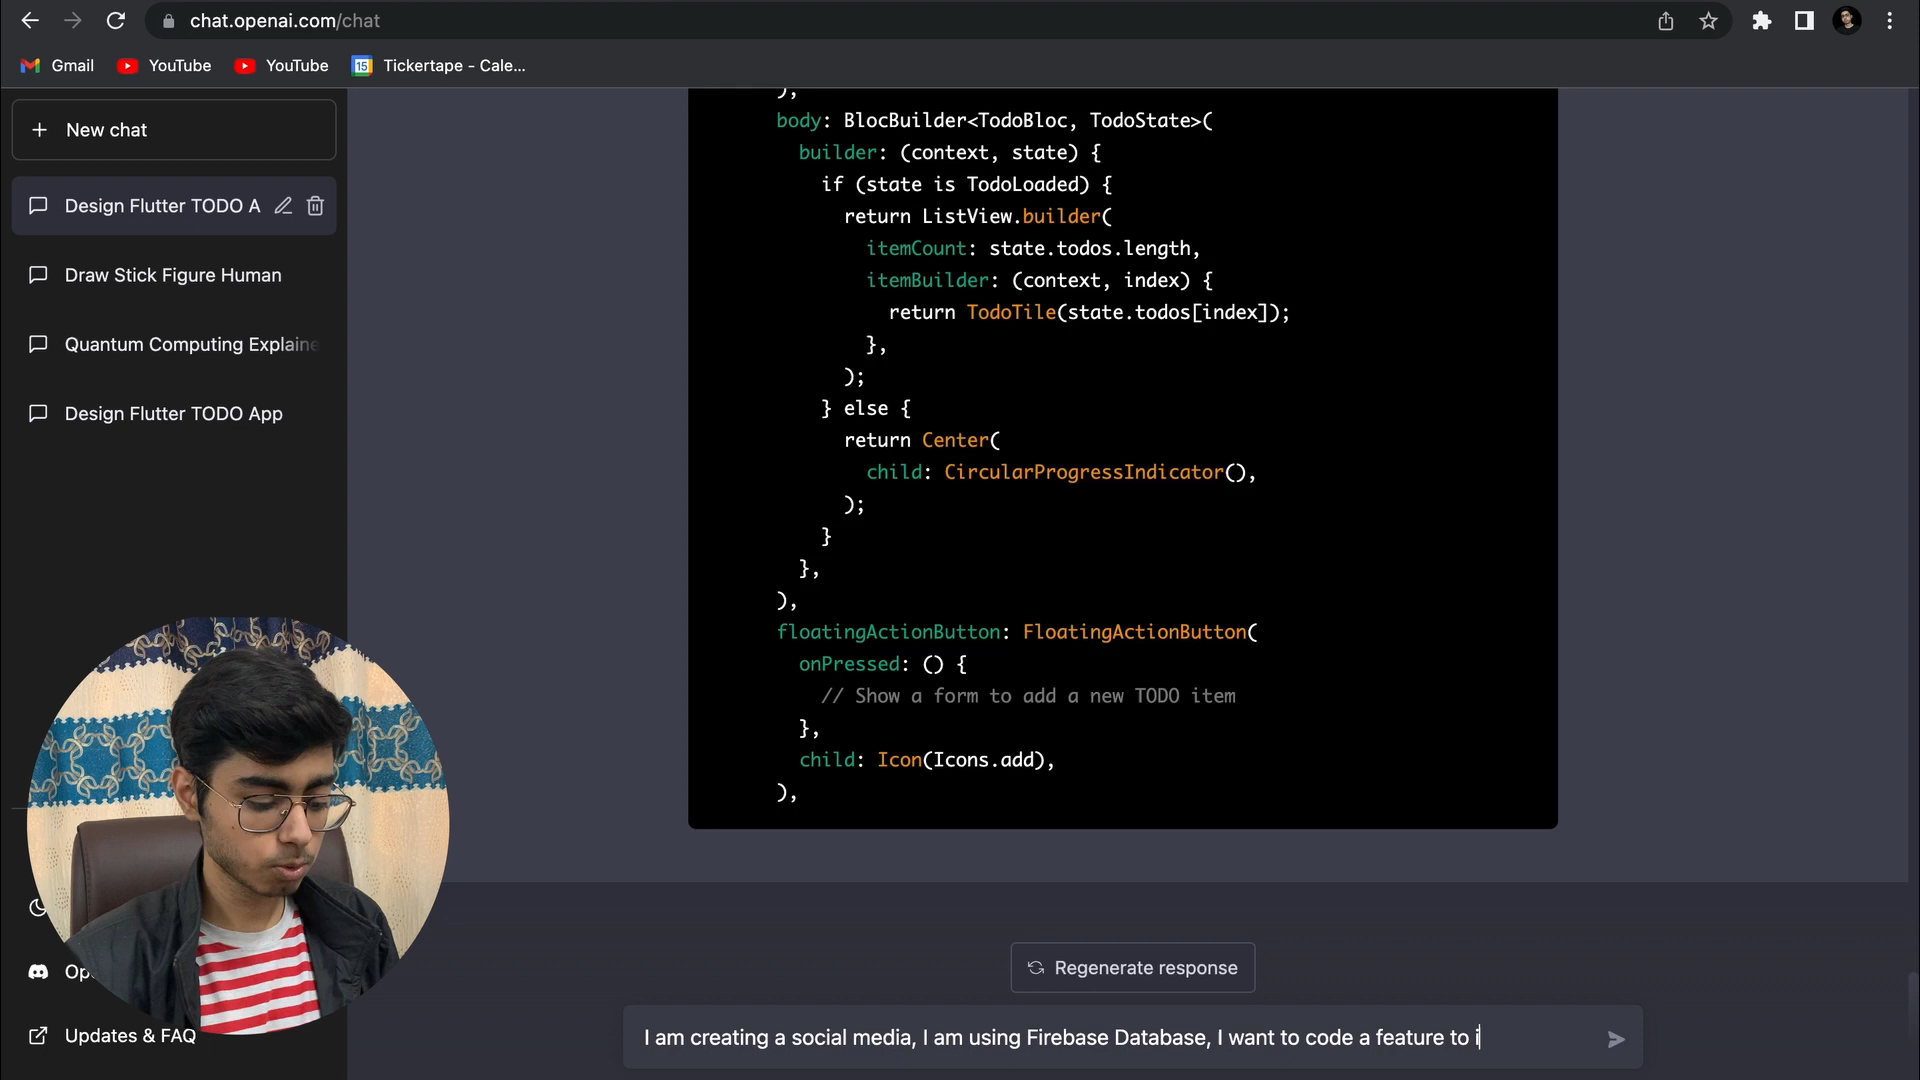 chat.openai.com/chat
Gmail
YouTube
YouTube
15
Tickertape - Cale...
New chat
Design Flutter TODO A
Draw Stick Figure Human
Quantum Computing Explaine
Design Flutter TODO App
Updates & FAQ
),
body: BlocBuilder<TodoBloc, TodoState>(
builder: (context, state) {
if (state is TodoLoaded) {
return ListView.builder(
itemCount: state.todos.length,
itemBuilder: (context, index) {
return TodoTile(state.todos[index]);
},
);
} else {
return Center(
child: CircularProgressIndicator(),
);
}
},
),
floatingActionButton: FloatingActionButton(
onPressed: () {
// Show a form to add a new TODO item
},
child: Icon(Icons.add),
),
Regenerate response
I am creating a social media, I am using Firebase Database, I want to code a feature to i